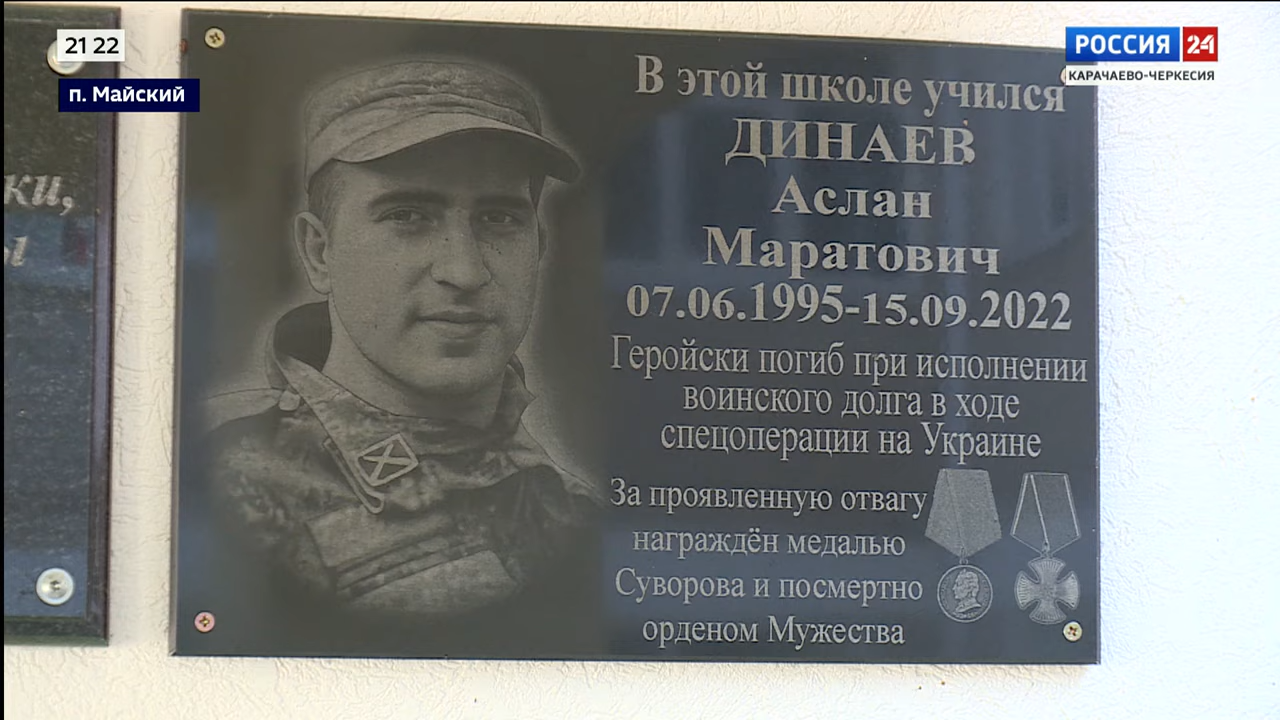 21 22
п. Майский
РОССИЯ 24
КАРАЧАЕВО-ЧЕРКЕСИЯ
В этой школе учился
ДИНАЕВ
Аслан
Маратович
07.06.1995-15.09.2022
Геройски погиб при исполнении
воинского долга в ходе
спецоперации на Украине
За проявленную отвагу
награждён медалью
Суворова и посмертно
орденом Мужества